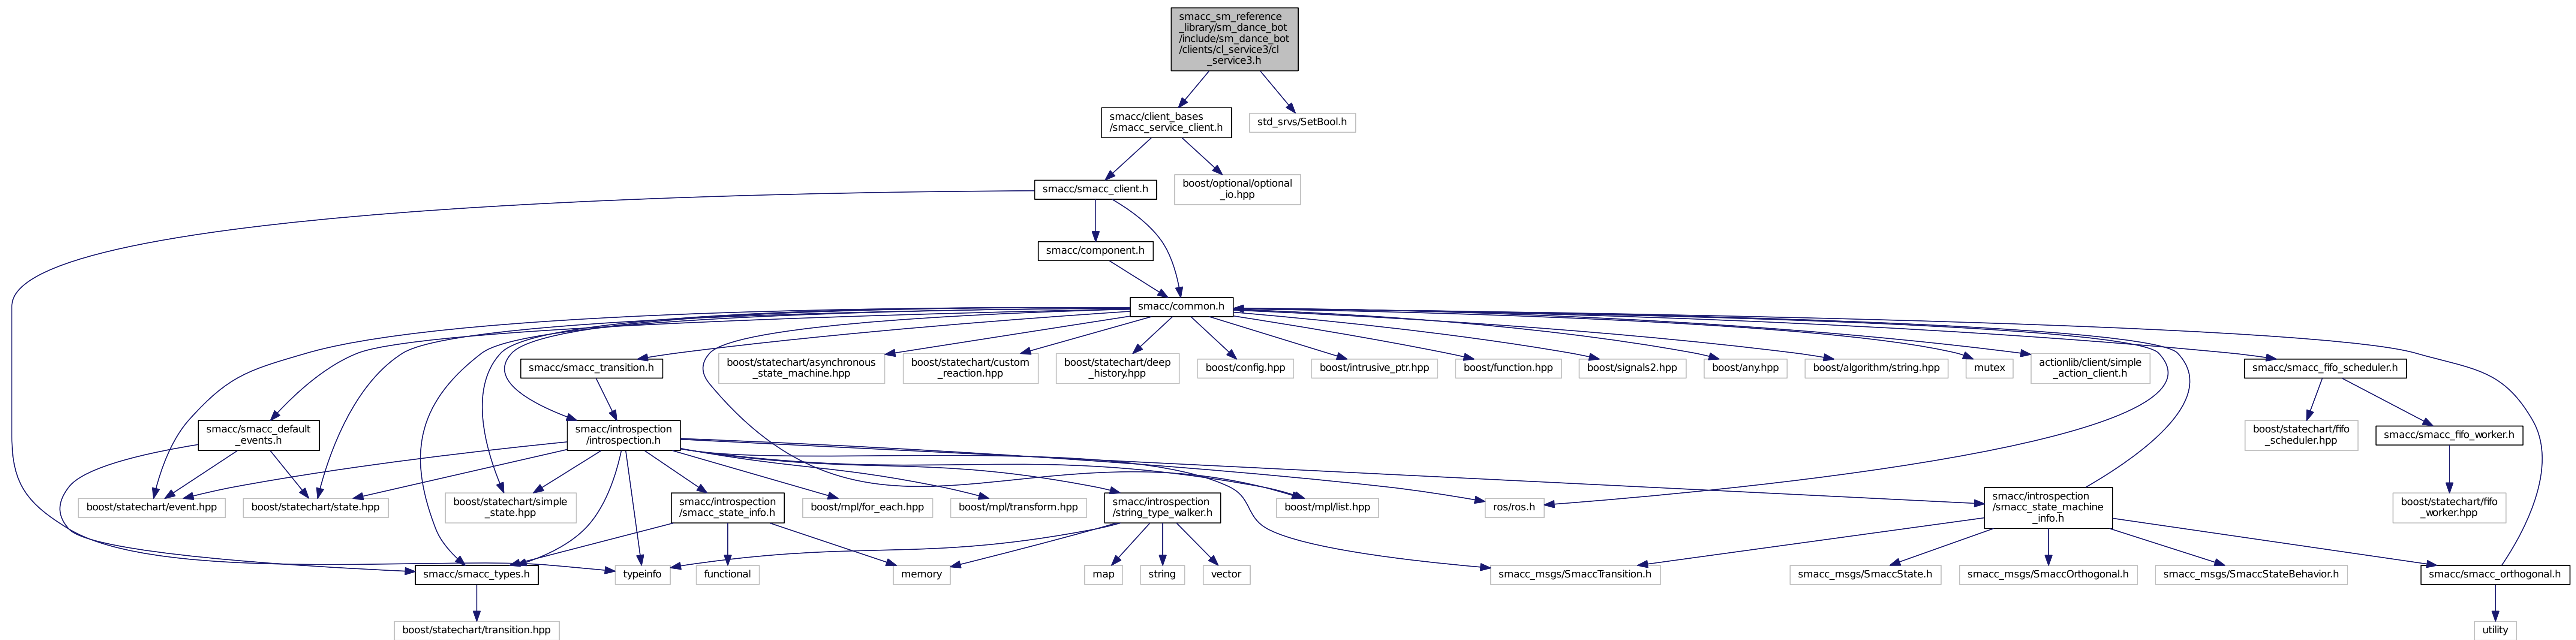 smacc_sm_reference
_library/sm_dance_bot
/include/sm_dance_bot
/clients/cl_service3/cl
_service3.h
smacc/client_bases
/smacc_service_client.h
std_srvs/SetBool.h
smacc/smacc_client.h
boost/optional/optional
_io.hpp
smacc/component.h
smacc/common.h
smacc/smacc_transition.h
boost/statechart/asynchronous
_state_machine.hpp
boost/statechart/custom
_reaction.hpp
boost/statechart/deep
_history.hpp
boost/config.hpp
boost/intrusive_ptr.hpp
boost/function.hpp
boost/signals2.hpp
boost/any.hpp
boost/algorithm/string.hpp
mutex
actionlib/client/simple
_action_client.h
smacc/smacc_fifo_scheduler.h
smacc/smacc_default
_events.h
smacc/introspection
/introspection.h
boost/statechart/fifo
_scheduler.hpp
smacc/smacc_fifo_worker.h
boost/statechart/event.hpp
boost/statechart/state.hpp
boost/statechart/simple
_state.hpp
smacc/introspection
/smacc_state_info.h
boost/mpl/for_each.hpp
boost/mpl/transform.hpp
smacc/introspection
/string_type_walker.h
boost/mpl/list.hpp
ros/ros.h
smacc/introspection
/smacc_state_machine
_info.h
boost/statechart/fifo
_worker.hpp
smacc/smacc_types.h
typeinfo
functional
memory
map
string
vector
smacc_msgs/SmaccTransition.h
smacc_msgs/SmaccState.h
smacc_msgs/SmaccOrthogonal.h
smacc_msgs/SmaccStateBehavior.h
smacc/smacc_orthogonal.h
boost/statechart/transition.hpp
utility